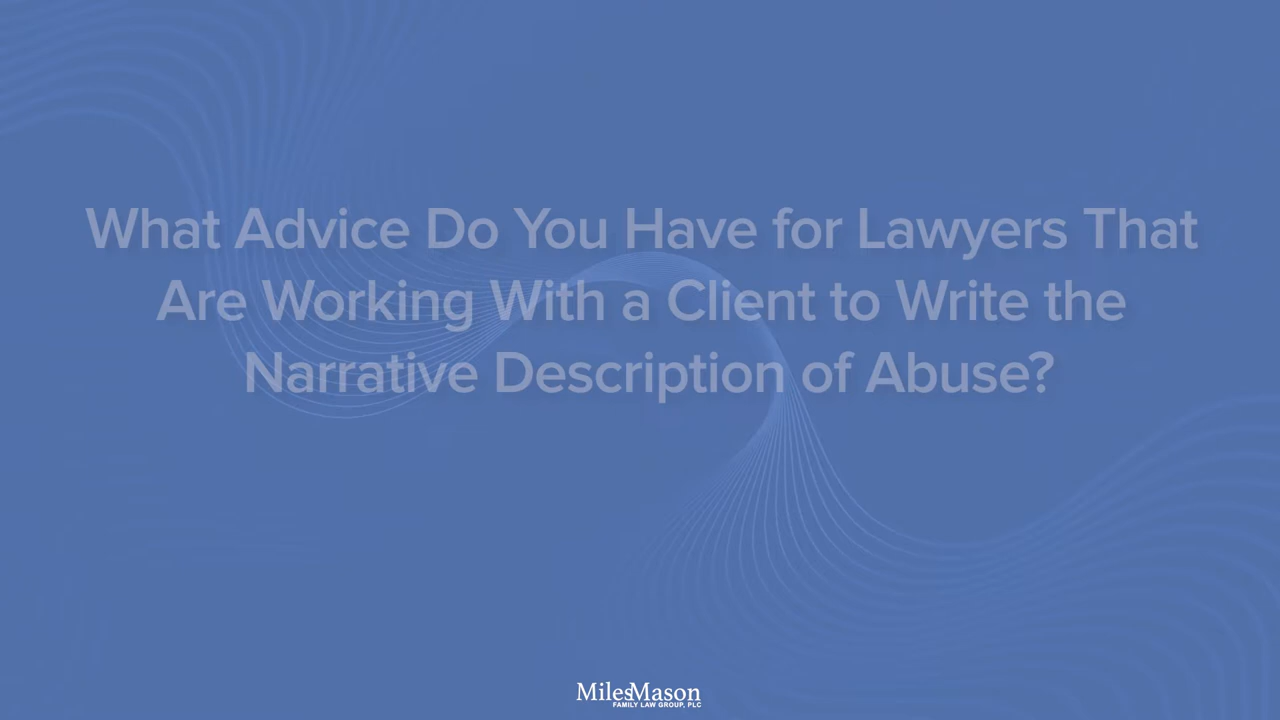 What Advice Do You Have for Lawyers That
Are Working With a Client to Write the
Narrative Description of Abuse?
MilesMason
FAMILY LAW GROUP, PLC